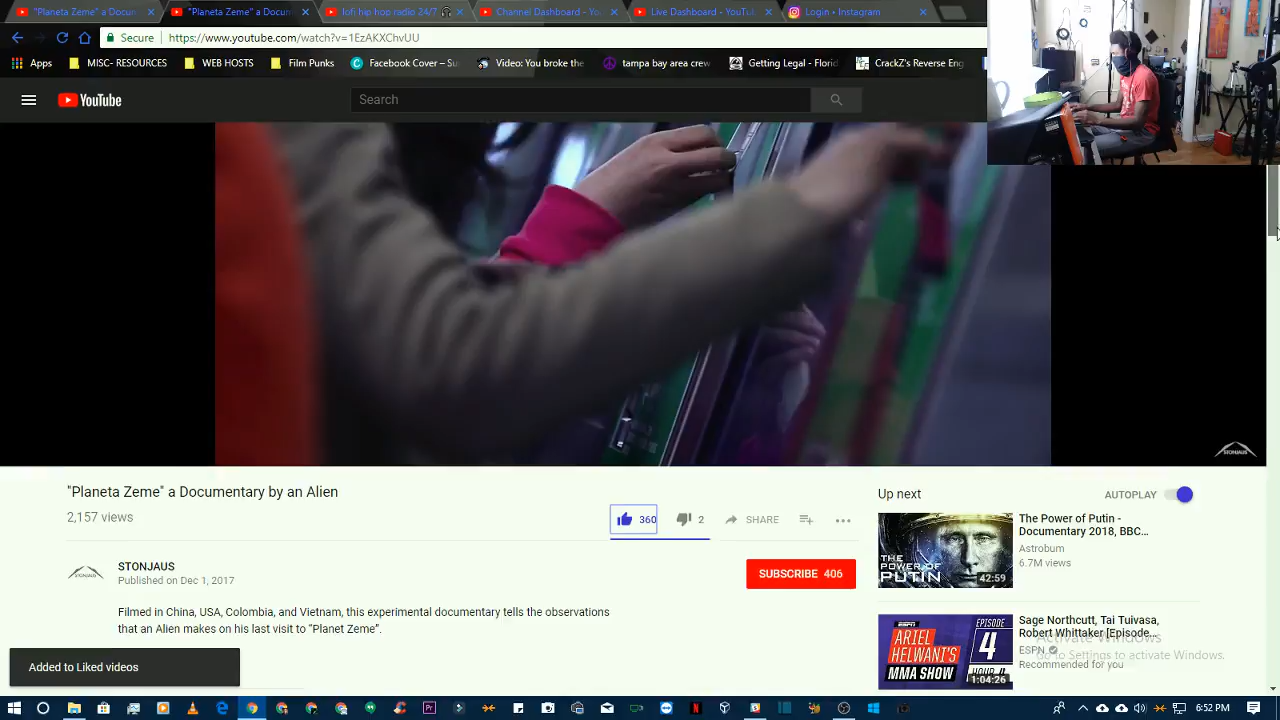 "Planeta Zeme" a Docum
"Planeta Zeme" a Docum
lofi hip hop radio 24/7
Channel Dashboard - Yo
Live Dashboard - YouTu
Login • Instagram
Secure
https://www.youtube.com/watch?v=1EzAKXChvUU
Apps
MISC- RESOURCES
WEB HOSTS
Film Punks
Facebook Cover – Su
Video: You broke the
tampa bay area crew
Getting Legal - Florid
CrackZ's Reverse Eng
YouTube
Search
STONJAUS
"Planeta Zeme" a Documentary by an Alien
2,157 views
360
2
SHARE
STONJAUS
Published on Dec 1, 2017
SUBSCRIBE 406
Filmed in China, USA, Colombia, and Vietnam, this experimental documentary tells the observations
that an Alien makes on his last visit to "Planet Zeme".
Added to Liked videos
Up next
AUTOPLAY
THE
POWER OF
PUTIN
42:59
The Power of Putin -
Documentary 2018, BBC...
Astrobum
6.7M views
ESPN
ARIEL
HELWANI'S
MMA SHOW
EPISODE
4
HOUR
1:04:26
Sage Northcutt, Tai Tuivasa,
Robert Whittaker [Episode...
ESPN
Recommended for you
Activate Windows
Go to Settings to activate Windows.
6:52 PM